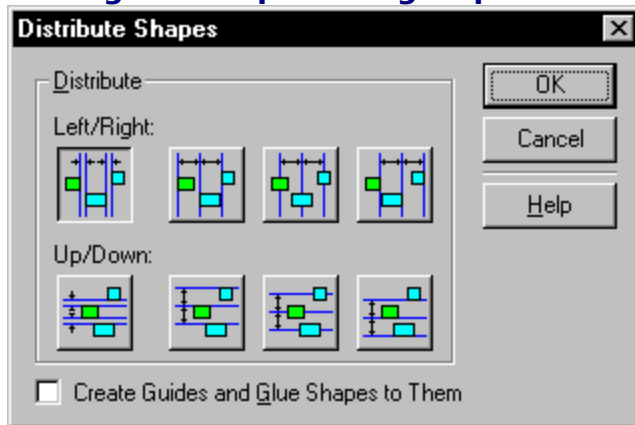 Distribute Shapes
Distribute
OK
Left/Right:
Cancel
Help
Up/Down:
Create Guides and Glue Shapes to Them